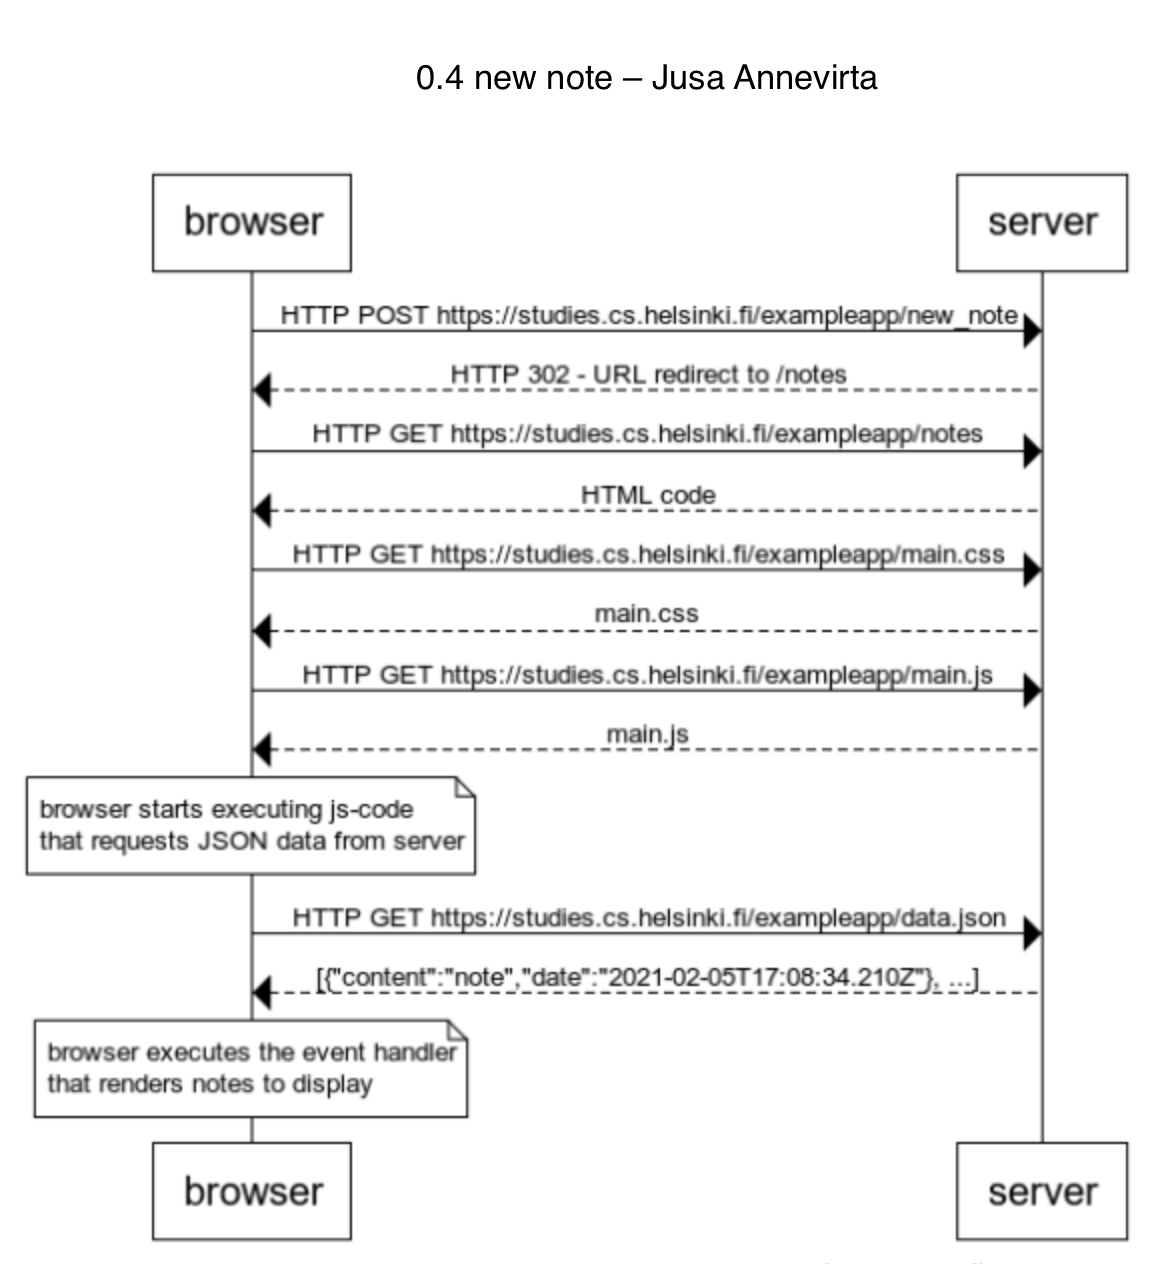 0.4 new note – Jusa Annevirta
browser
server
HTTP POST https://studies.cs.helsinki.fi/exampleapp/new_note
HTTP 302 - URL redirect to /notes
HTTP GET https://studies.cs.helsinki.fi/exampleapp/notes
HTML code
HTTP GET https://studies.cs.helsinki.fi/exampleapp/main.css
main.css
HTTP GET https://studies.cs.helsinki.fi/exampleapp/main.js
main.js
browser starts executing js-code
that requests JSON data from server
HTTP GET https://studies.cs.helsinki.fi/exampleapp/data.json
[{"content":"note","date":"2021-02-05T17:08:34.210Z"}, ...]
browser executes the event handler
that renders notes to display
browser
server